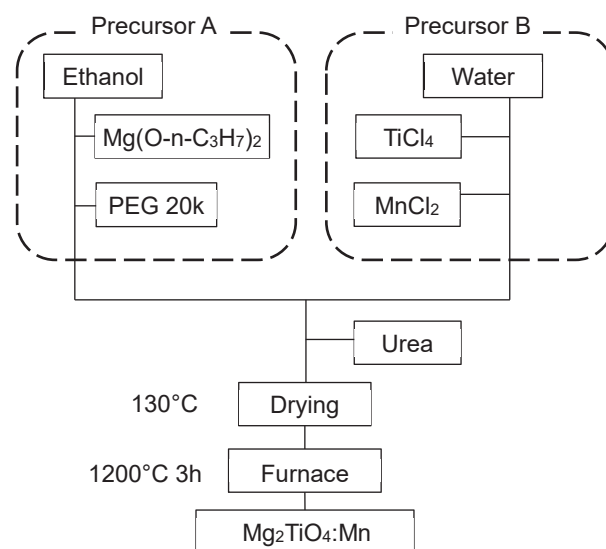 Precursor A
Precursor B
Ethanol
Water
Mg(O-n-C₃H₇)₂
TiCl₄
PEG 20k
MnCl₂
Urea
130°C
Drying
1200°C 3h
Furnace
Mg₂TiO₄:Mn